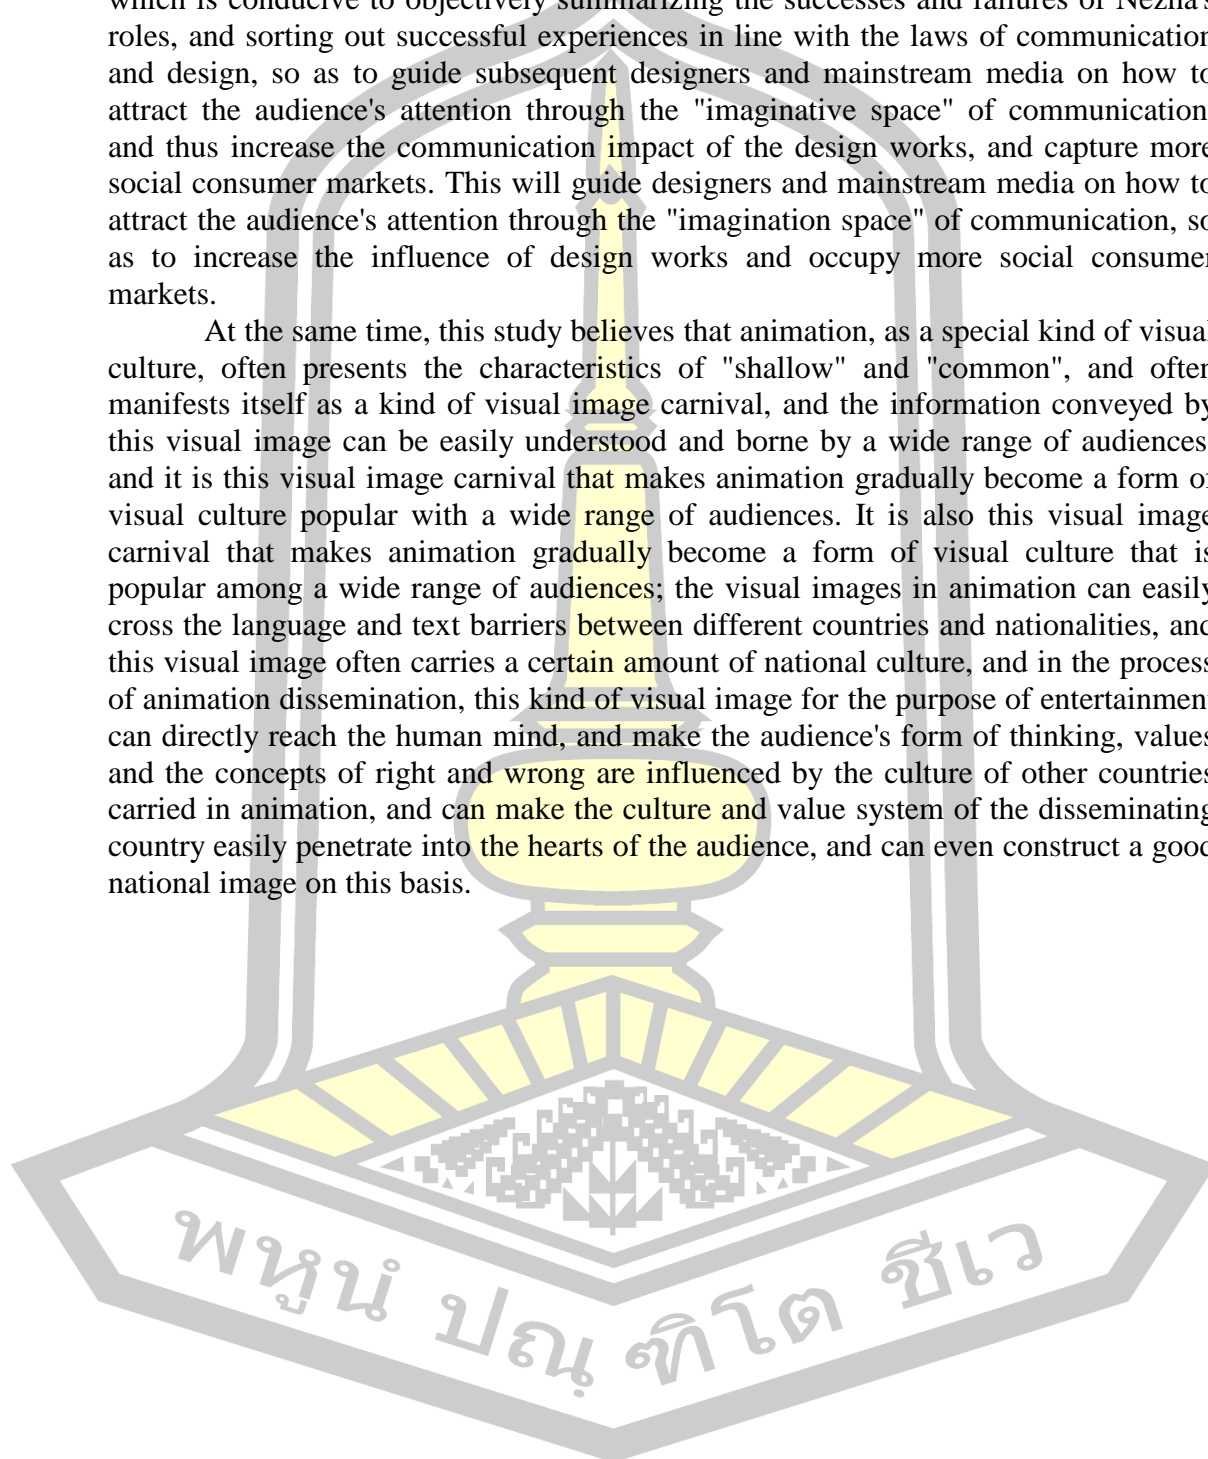 which is conducive to objectively summarizing the successes and failures of Nezha's
roles, and sorting out successful experiences in line with the laws of communication
and design, so as to guide subsequent designers and mainstream media on how to
attract the audience's attention through the "imaginative space" of communication
and thus increase the communication impact of the design works, and capture more
social consumer markets. This will guide designers and mainstream media on how to
attract the audience's attention through the "imagination space" of communication, so
as to increase the influence of design works and occupy more social consumer
markets.
At the same time, this study believes that animation, as a special kind of visual
culture, often presents the characteristics of "shallow" and "common", and often
manifests itself as a kind of visual image carnival, and the information conveyed by
this visual image can be easily understood and borne by a wide range of audiences,
and it is this visual image carnival that makes animation gradually become a form of
visual culture popular with a wide range of audiences. It is also this visual image
carnival that makes animation gradually become a form of visual culture that is
popular among a wide range of audiences; the visual images in animation can easily
cross the language and text barriers between different countries and nationalities, and
this visual image often carries a certain amount of national culture, and in the process
of animation dissemination, this kind of visual image for the purpose of entertainment
can directly reach the human mind, and make the audience's form of thinking, values
and the concepts of right and wrong are influenced by the culture of other countries
carried in animation, and can make the culture and value system of the disseminating
country easily penetrate into the hearts of the audience, and can even construct a good
national image on this basis.
พหูนํ ปณฺฑิโต ชีเว